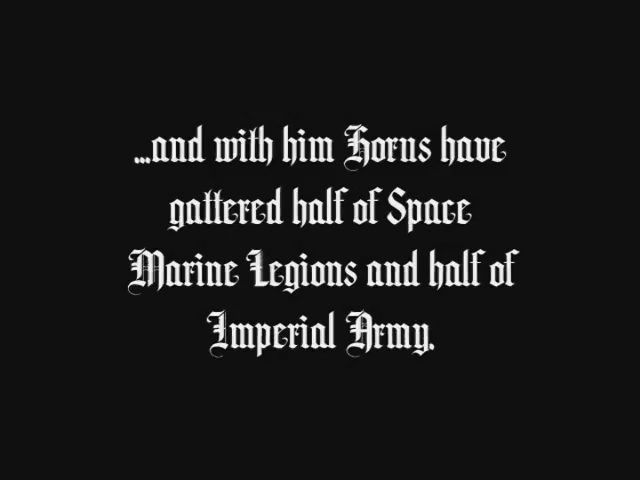 ...and with him Horus have
gattered half of Space
Marine Legions and half of
Imperial Army.